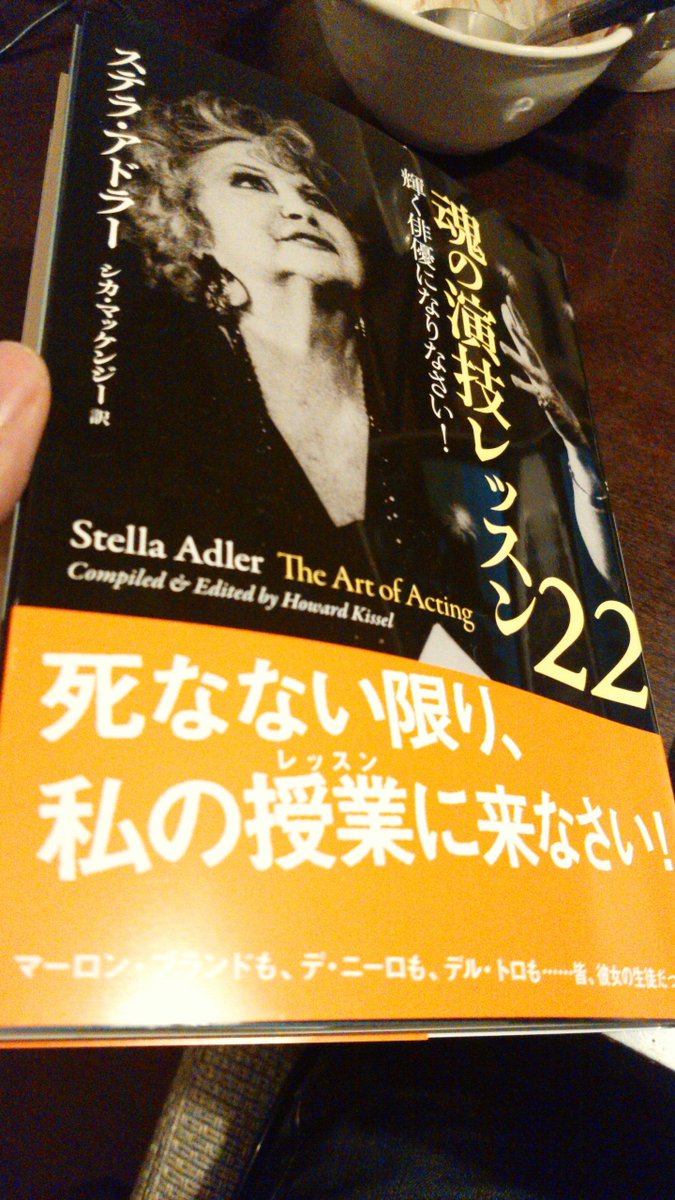 魂の演技レッスン22
輝く俳優になりなさい!
ステラ・アドラー
シカ・マッケンジー 訳
Stella Adler The Art of Acting
Compiled & Edited by Howard Kissel
死なない限り、
レッスン
私の授業に来なさい!
マーロン・ブランドも、デ・ニーロも、デル・トロも……皆、彼女の生徒だっ